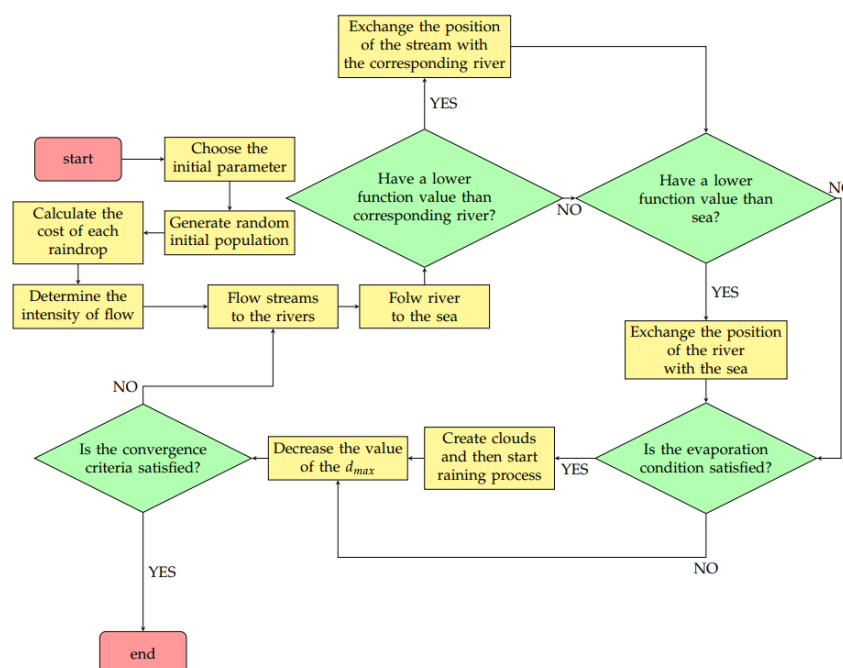 Exchange the position
of the stream with
the corresponding river
YES
start
Choose the
initial parameter
Have a lower
function value than
corresponding river?
NO
Have a lower
function value than
sea?
NO
Calculate the
cost of each
raindrop
Generate random
initial population
Determine the
intensity of flow
Flow streams
to the rivers
Folw river
to the sea
YES
Exchange the position
of the river
with the sea
NO
Is the convergence
criteria satisfied?
Decrease the value
of the d_max
Create clouds
and then start
raining process
YES
Is the evaporation
condition satisfied?
NO
YES
end